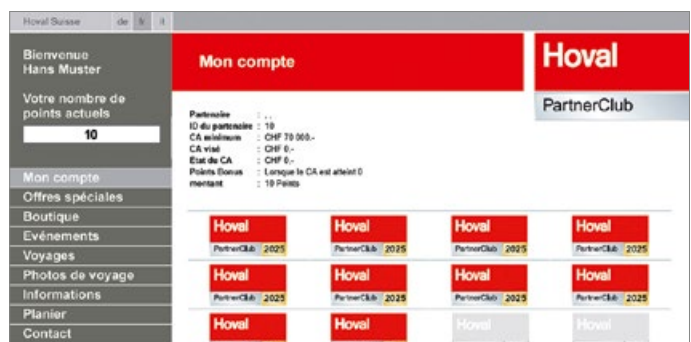 Hoval Suisse de fr it
Bienvenue
Hans Muster
Votre nombre de
points actuels
10
Mon compte
Offres spéciales
Boutique
Evénements
Voyages
Photos de voyage
Informations
Planier
Contact
Mon compte
Hoval
PartnerClub
Partenaire : , ,
ID du partenaire : 10
CA minimum : CHF 70 000.-
CA visé : CHF 0,-
Etat du CA : CHF 0,-
Points Bonus : Lorsque le CA est atteint 0
montant : 10 Points
Hoval Hoval Hoval Hoval
PartnerClub 2025 PartnerClub 2025 PartnerClub 2025 PartnerClub 2025
Hoval Hoval Hoval Hoval
PartnerClub 2025 PartnerClub 2025 PartnerClub 2025 PartnerClub 2025
Hoval Hoval Hoval Hoval